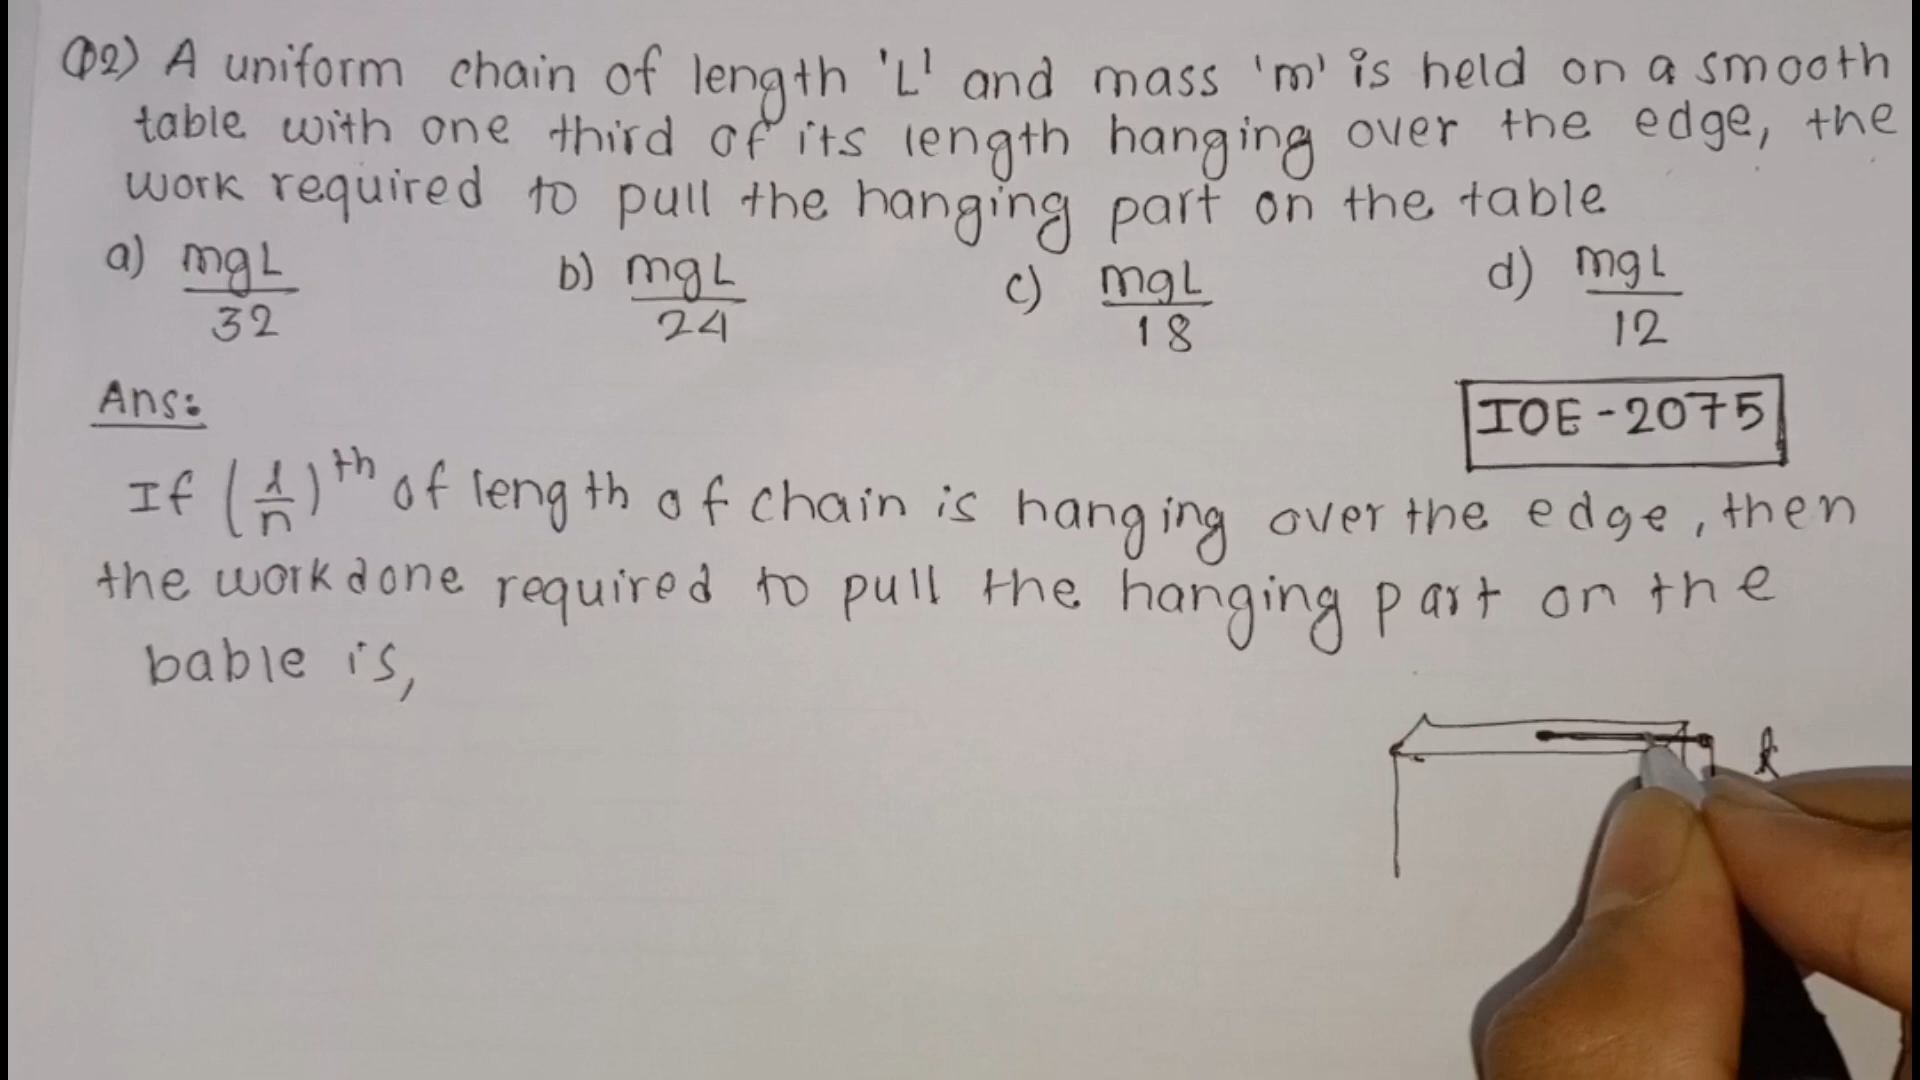 Q2) A uniform chain of length 'L' and mass 'm' is held on a smooth
table with one third of its length hanging over the edge, the
work required to pull the hanging part on the table
a) mgL/32 b) mgL/24 c) mgL/18 d) mgL/12
Ans:
IOE-2075
If (1/n)th of length of chain is hanging over the edge, then
the workdone required to pull the hanging part on the
bable is,